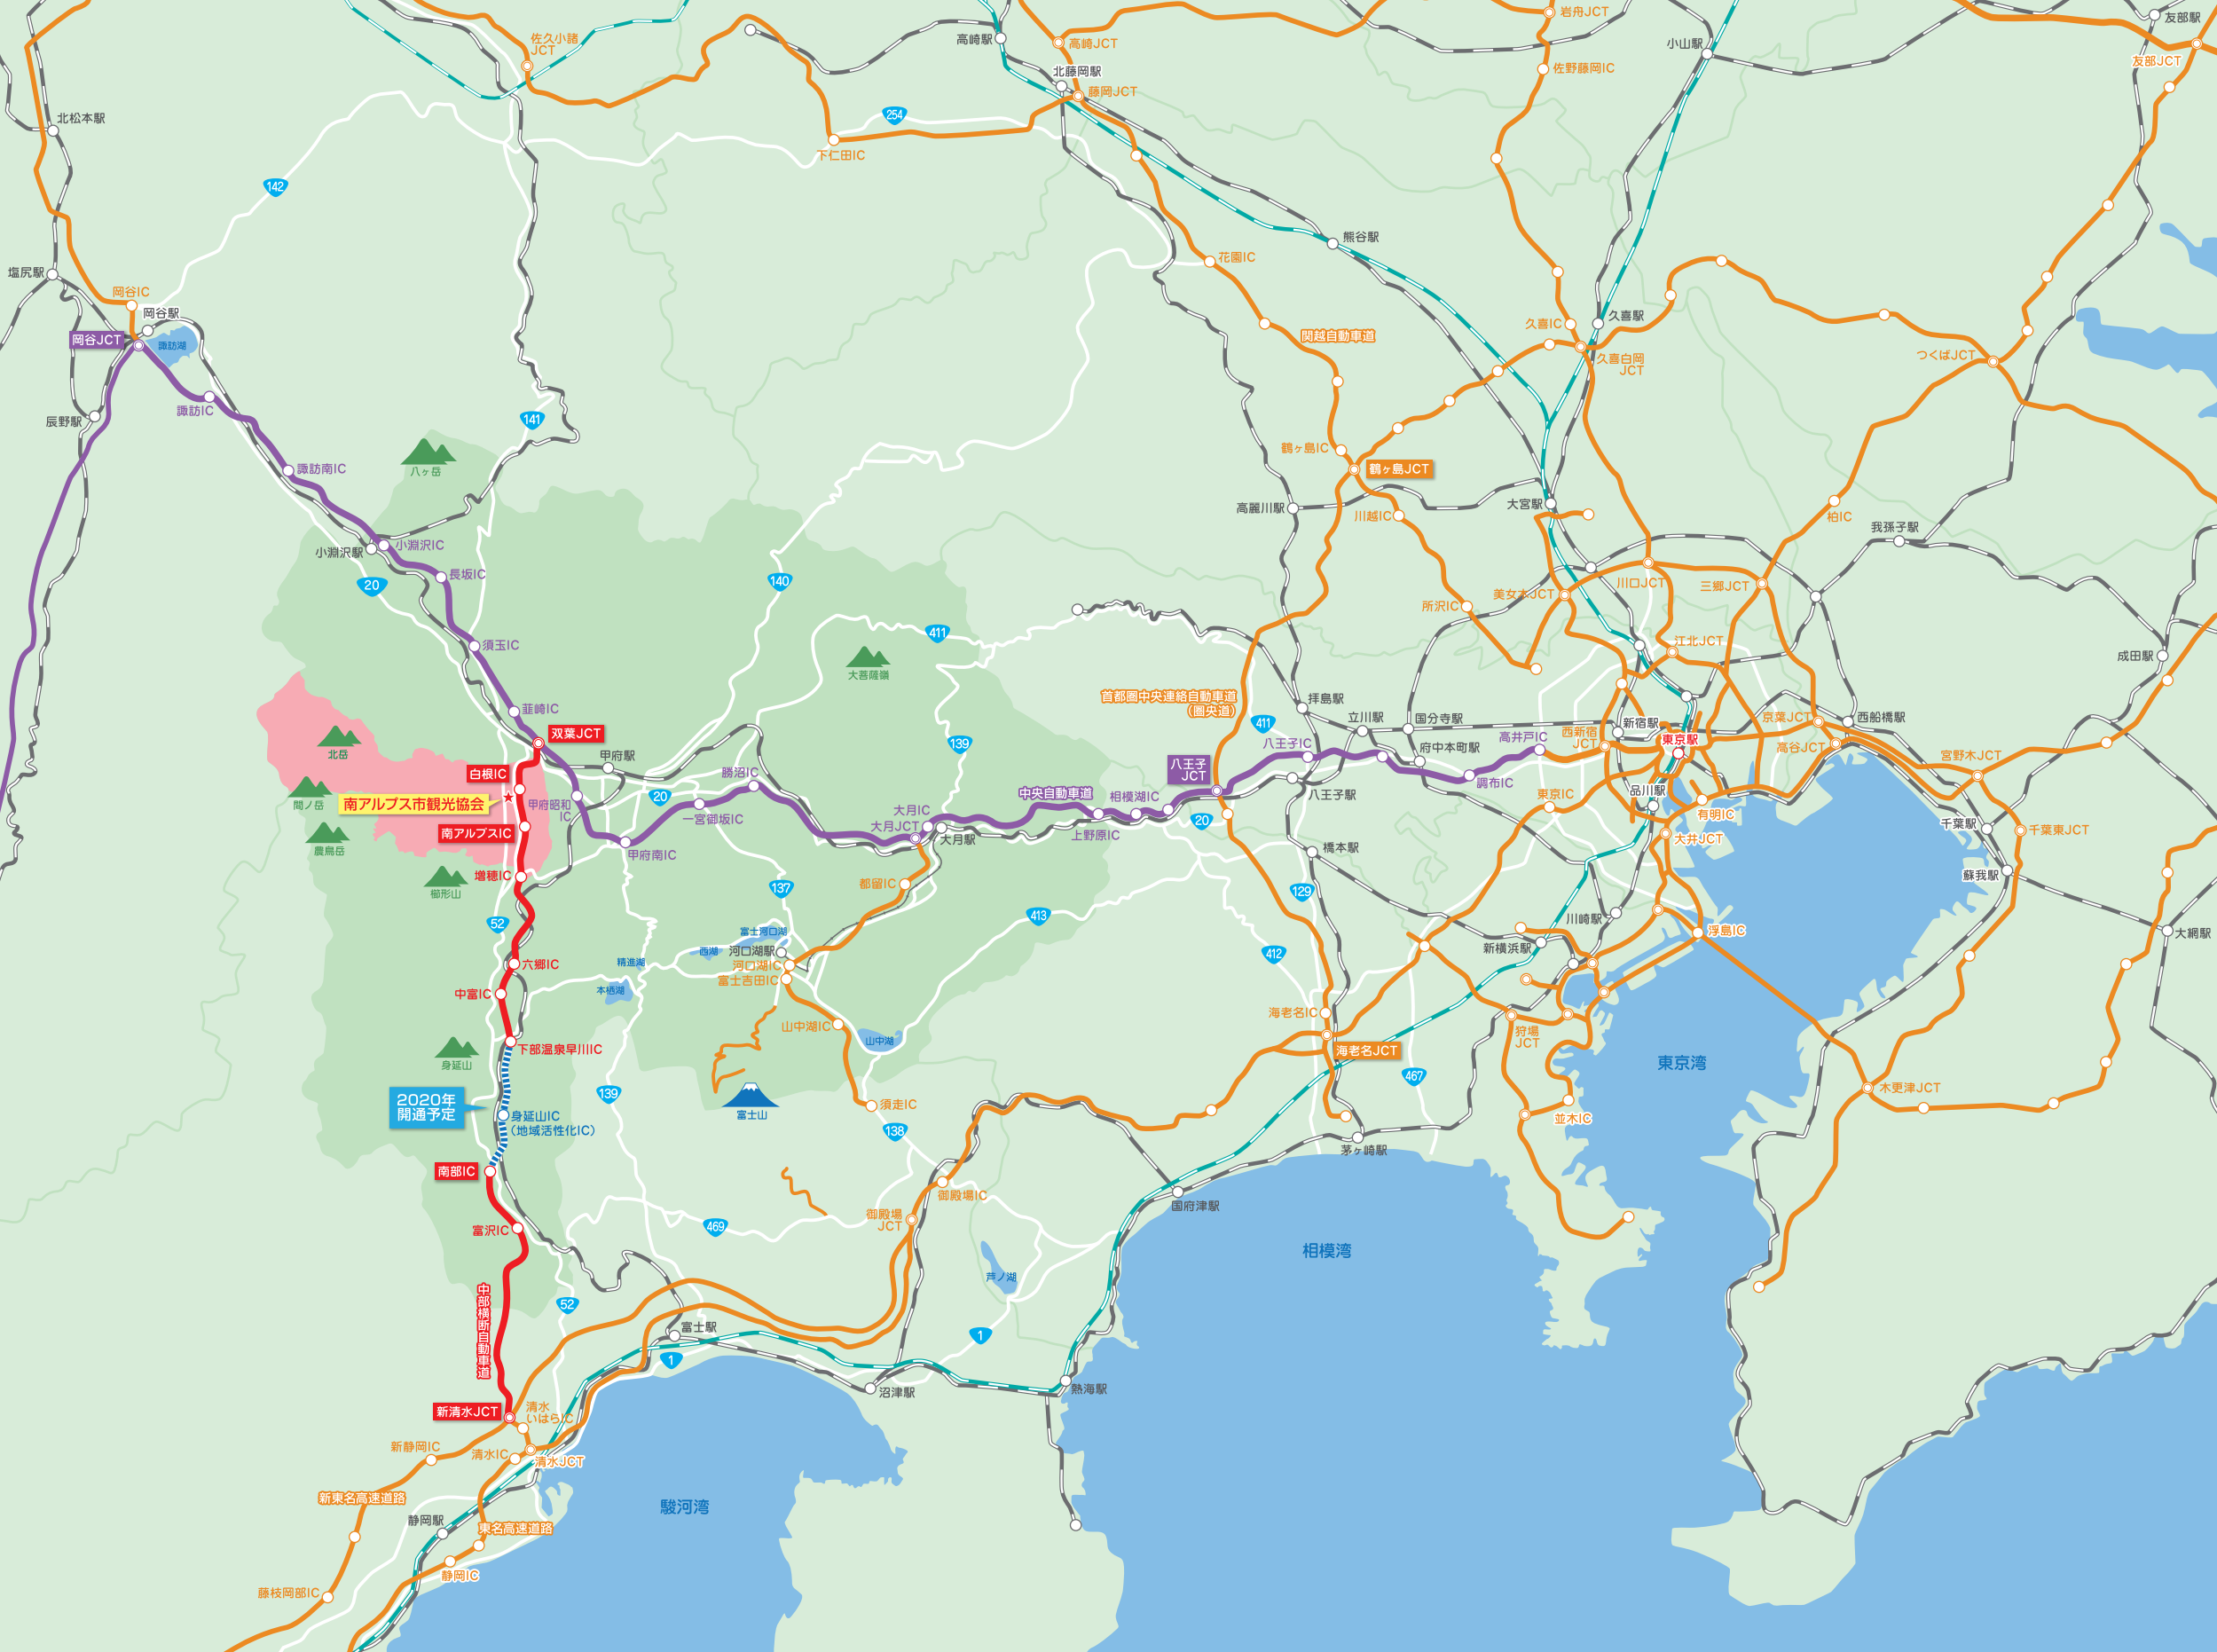 佐久小諸
JCT
高崎駅
高崎JCT
岩舟JCT
小山駅
友部駅
友部JCT
北松本駅
北藤岡駅
藤岡JCT
佐野藤岡IC
254
下仁田IC
142
塩尻駅
岡谷IC
岡谷駅
岡谷JCT
諏訪湖
花園IC
熊谷駅
関越自動車道
久喜IC
久喜駅
久喜白岡
JCT
つくばJCT
諏訪IC
辰野駅
141
諏訪南IC
八ヶ岳
鶴ヶ島IC
鶴ヶ島JCT
高麗川駅
川越IC
大宮駅
柏IC
我孫子駅
小淵沢駅
小淵沢IC
長坂IC
20
140
川口JCT
三郷JCT
美女木JCT
所沢IC
411
江北JCT
須玉IC
大菩薩嶺
成田駅
首都圏中央連絡自動車道
(圏央道)
拝島駅
立川駅
国分寺駅
新宿駅
京葉JCT
西船橋駅
韮崎IC
双葉JCT
北岳
甲府駅
139
411
八王子IC
府中本町駅
高井戸IC
西新宿
JCT
東京駅
高谷JCT
宮野木JCT
白根IC
勝沼IC
八王子
JCT
調布IC
間ノ岳
南アルプス市観光協会
甲府昭和
IC
20
一宮御坂IC
大月IC
大月JCT
大月駅
中央自動車道
相模湖IC
上野原IC
20
八王子駅
東京IC
品川駅
有明IC
大井JCT
千葉駅
千葉東JCT
農鳥岳
南アルプスIC
甲府南IC
橋本駅
櫛形山
増穂IC
137
都留IC
129
蘇我駅
52
413
412
川崎駅
新横浜駅
浮島IC
大網駅
富士河口湖
西湖
河口湖駅
河口湖IC
富士吉田IC
精進湖
本栖湖
六郷IC
中富IC
山中湖IC
山中湖
海老名IC
海老名JCT
狩場
JCT
身延山
下部温泉早川IC
東京湾
2020年
開通予定
身延山IC
(地域活性化IC)
139
富士山
須走IC
138
467
並木IC
木更津JCT
茅ヶ崎駅
南部IC
御殿場IC
国府津駅
御殿場
JCT
富沢IC
469
相模湾
芦ノ湖
中部横断自動車道
52
富士駅
1
1
沼津駅
熱海駅
新清水JCT
清水
いはらIC
新静岡IC
清水IC
清水JCT
新東名高速道路
静岡駅
東名高速道路
駿河湾
静岡IC
藤枝岡部IC